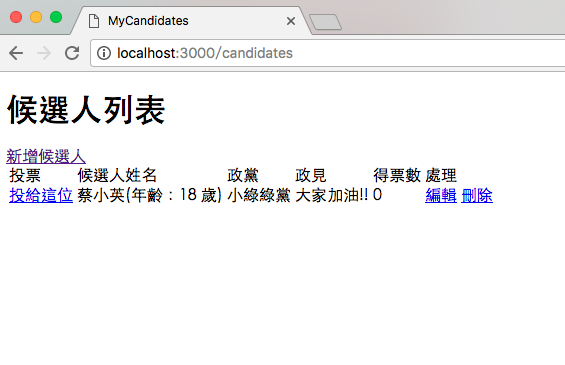 MyCandidates
localhost:3000/candidates
候選人列表
新增候選人
投票 候選人姓名 政黨 政見 得票數 處理
投給這位 蔡小英(年齡：18 歲) 小綠綠黨 大家加油!! 0 編輯 刪除